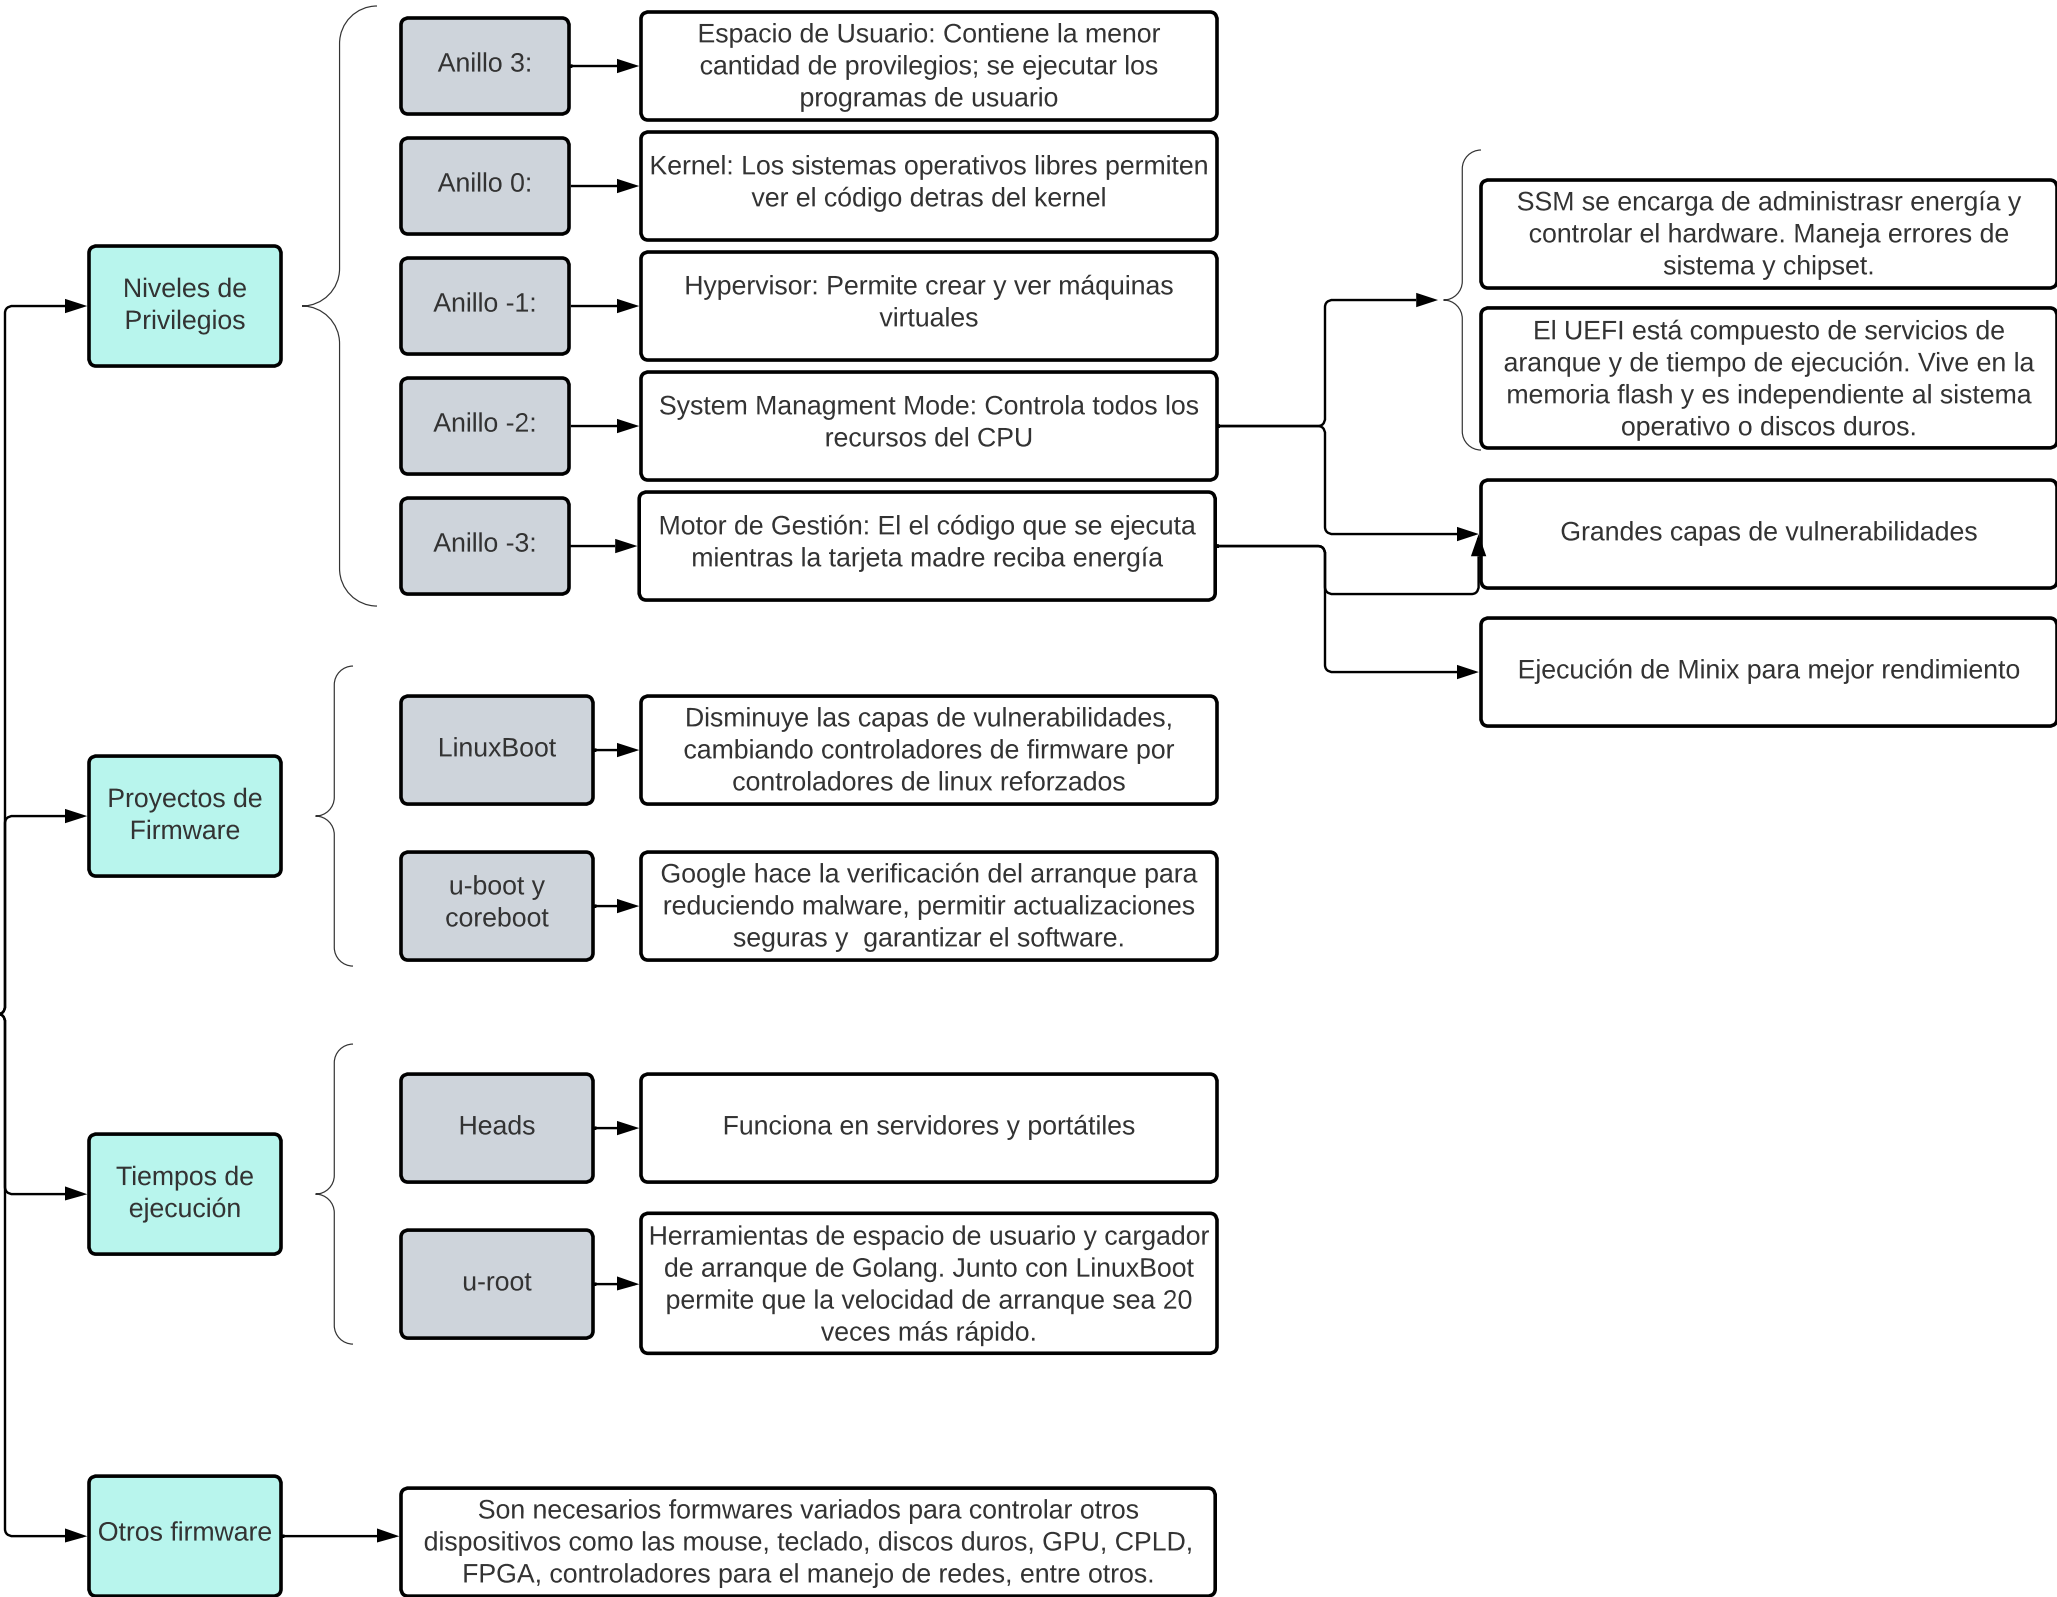 Niveles de
Privilegios
Anillo 3:
Espacio de Usuario: Contiene la menor
cantidad de provilegios; se ejecutar los
programas de usuario
Anillo 0:
Kernel: Los sistemas operativos libres permiten
ver el código detras del kernel
Anillo -1:
Hypervisor: Permite crear y ver máquinas
virtuales
Anillo -2:
System Managment Mode: Controla todos los
recursos del CPU
SSM se encarga de administrasr energía y
controlar el hardware. Maneja errores de
sistema y chipset.
El UEFI está compuesto de servicios de
aranque y de tiempo de ejecución. Vive en la
memoria flash y es independiente al sistema
operativo o discos duros.
Grandes capas de vulnerabilidades
Anillo -3:
Motor de Gestión: El el código que se ejecuta
mientras la tarjeta madre reciba energía
Ejecución de Minix para mejor rendimiento
Proyectos de
Firmware
LinuxBoot
Disminuye las capas de vulnerabilidades,
cambiando controladores de firmware por
controladores de linux reforzados
u-boot y
coreboot
Google hace la verificación del arranque para
reduciendo malware, permitir actualizaciones
seguras y  garantizar el software.
Tiempos de
ejecución
Heads
Funciona en servidores y portátiles
u-root
Herramientas de espacio de usuario y cargador
de arranque de Golang. Junto con LinuxBoot
permite que la velocidad de arranque sea 20
veces más rápido.
Otros firmware
Son necesarios formwares variados para controlar otros
dispositivos como las mouse, teclado, discos duros, GPU, CPLD,
FPGA, controladores para el manejo de redes, entre otros.